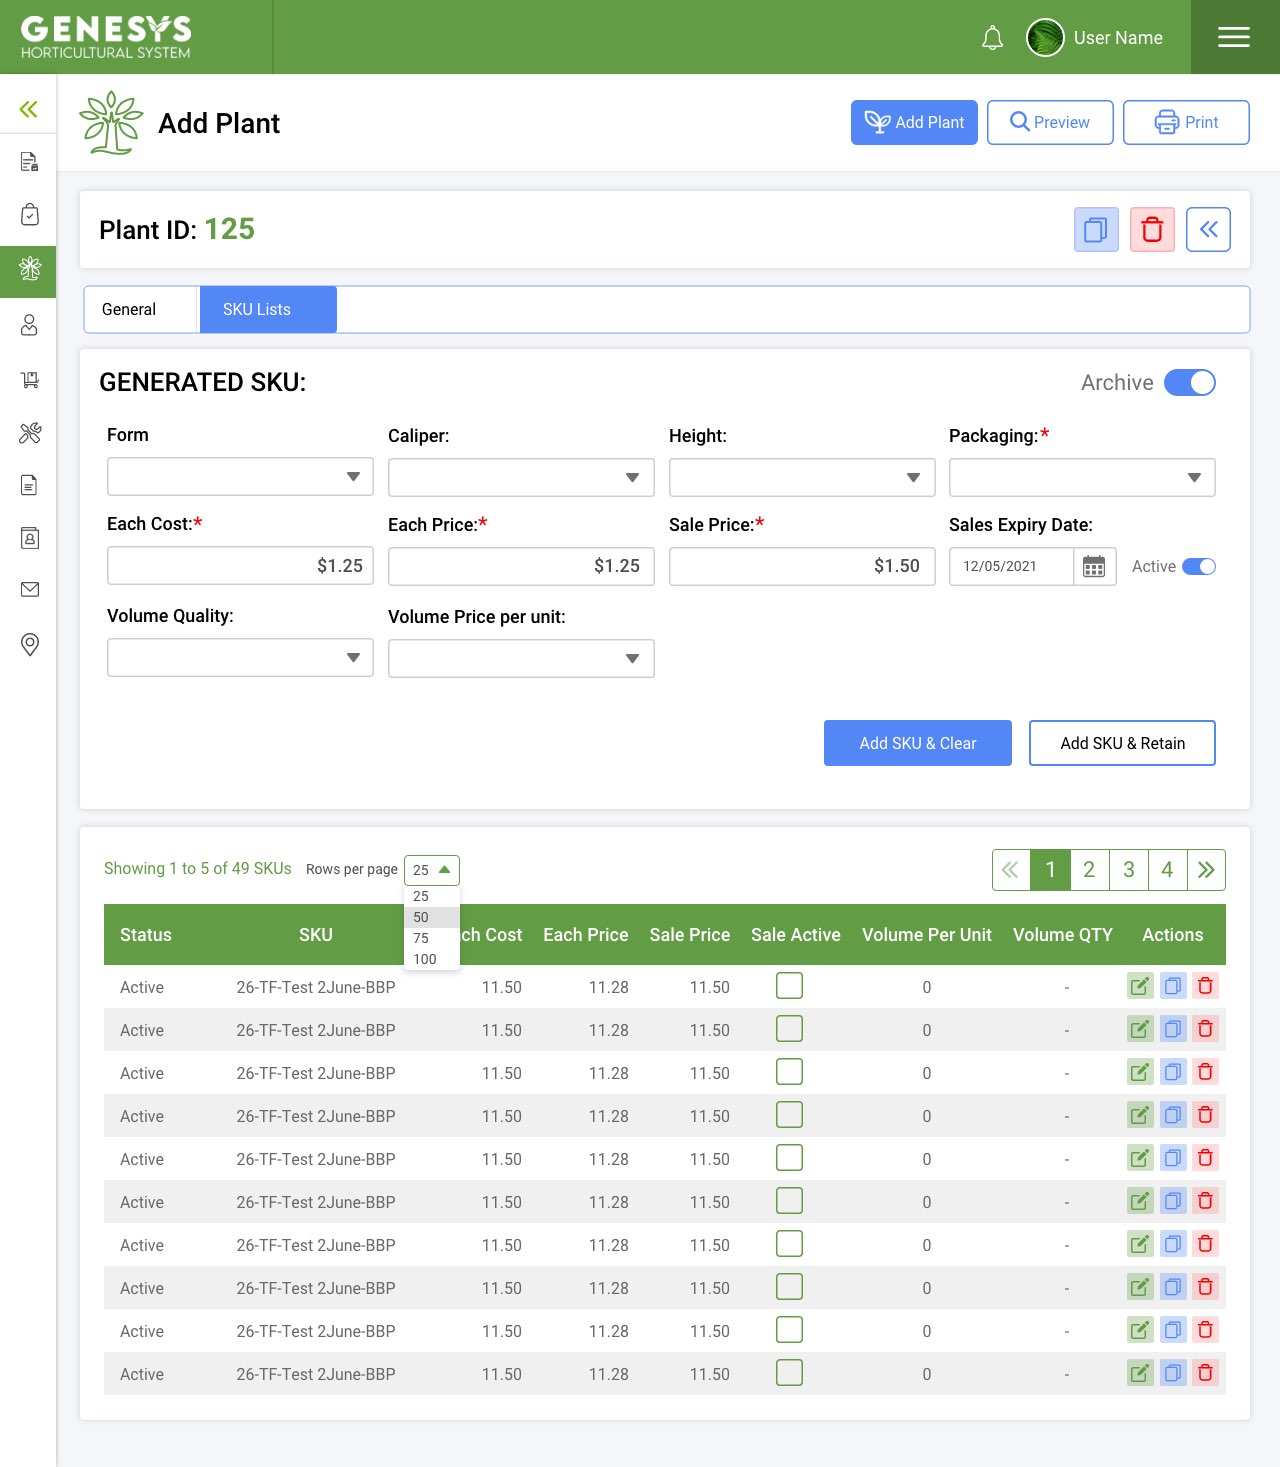 GENESYS
HORTICULTURAL SYSTEM
User Name
Add Plant
Add Plant
Preview
Print
Plant ID: 125
General
SKU Lists
GENERATED SKU:
Archive
Form
Caliper:
Height:
Packaging:*
Each Cost:*
Each Price:*
Sale Price:*
Sales Expiry Date:
$1.25
$1.25
$1.50
12/05/2021
Active
Volume Quality:
Volume Price per unit:
Add SKU & Clear
Add SKU & Retain
Showing 1 to 5 of 49 SKUs
Rows per page
25
25
50
75
100
1 2 3 4
Status SKU ch Cost Each Price Sale Price Sale Active Volume Per Unit Volume QTY Actions
Active 26-TF-Test 2June-BBP 11.50 11.28 11.50 0 -
Active 26-TF-Test 2June-BBP 11.50 11.28 11.50 0 -
Active 26-TF-Test 2June-BBP 11.50 11.28 11.50 0 -
Active 26-TF-Test 2June-BBP 11.50 11.28 11.50 0 -
Active 26-TF-Test 2June-BBP 11.50 11.28 11.50 0 -
Active 26-TF-Test 2June-BBP 11.50 11.28 11.50 0 -
Active 26-TF-Test 2June-BBP 11.50 11.28 11.50 0 -
Active 26-TF-Test 2June-BBP 11.50 11.28 11.50 0 -
Active 26-TF-Test 2June-BBP 11.50 11.28 11.50 0 -
Active 26-TF-Test 2June-BBP 11.50 11.28 11.50 0 -